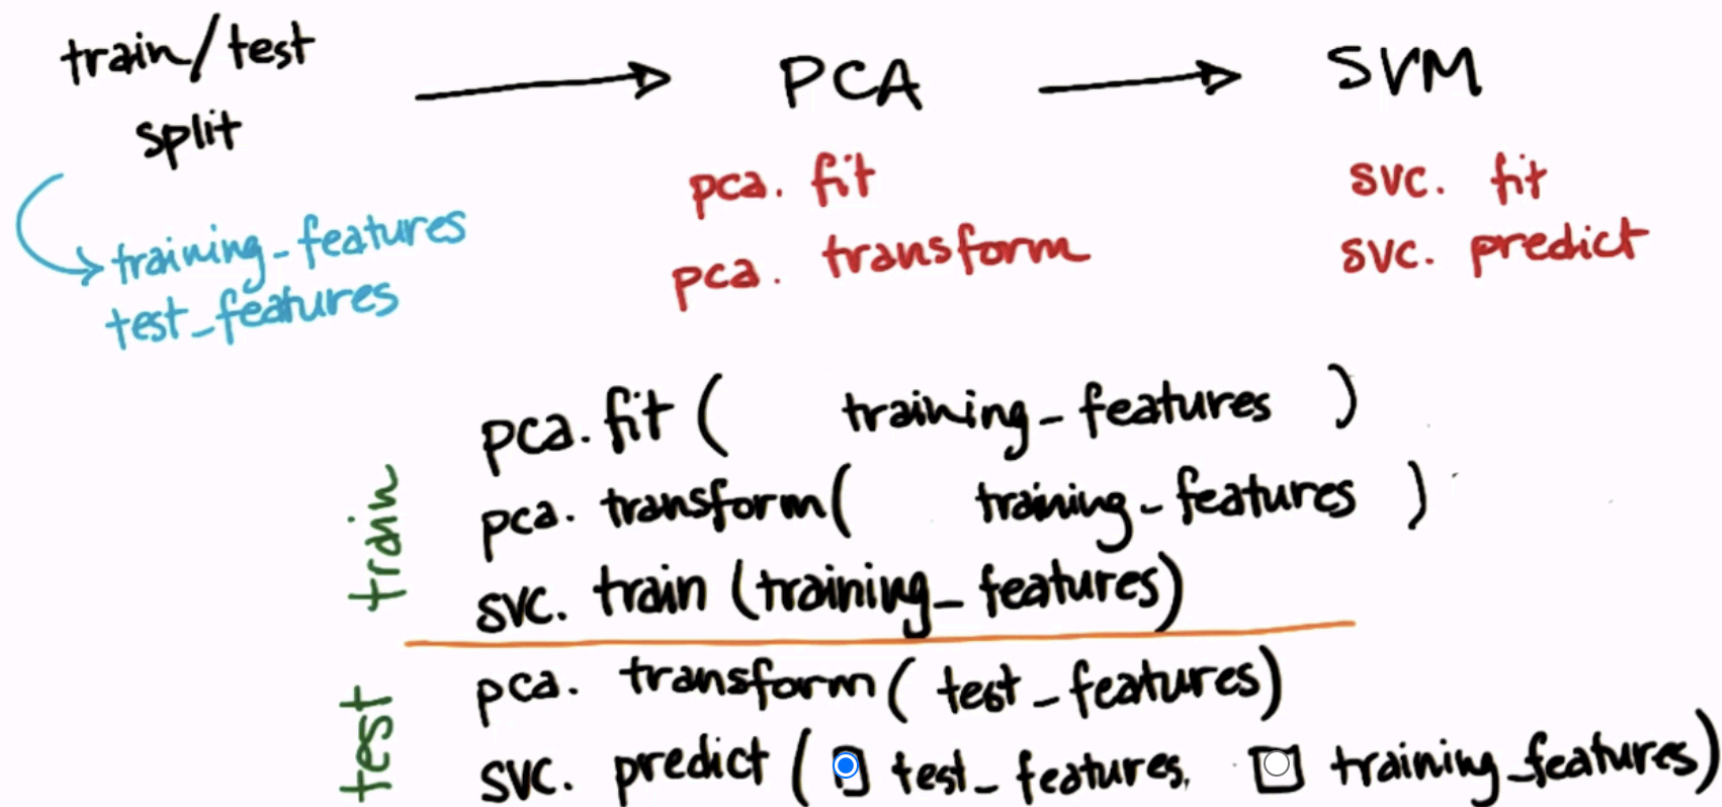 train/test
split
PCA
SVM
training_features
test_features
pca. fit
pca. transform
svc. fit
svc. predict
train
pca. fit ( training_features )
pca. transform( training_features )
svc. train (training_features)
test
pca. transform( test_features)
svc. predict ( test_features, training_features)